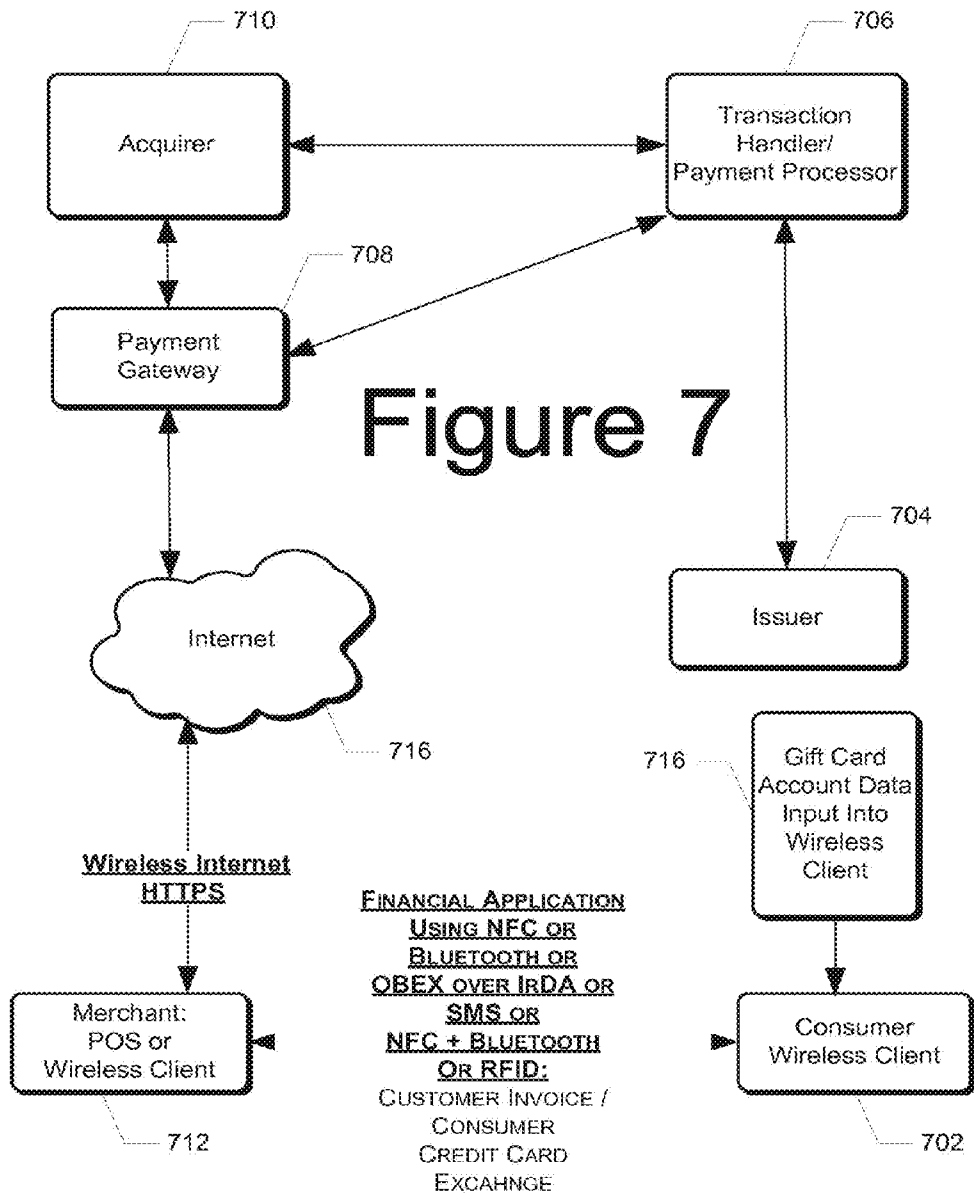 710
706
Acquirer
Transaction
Handler/
Payment Processor
708
Payment
Gateway
Figure 7
704
Issuer
Internet
716
716
Gift Card
Account Data
Input Into
Wireless
Client
Wireless Internet
HTTPS
FINANCIAL APPLICATION
USING NFC OR
BLUETOOTH OR
OBEX OVER IRDA OR
SMS OR
NFC + BLUETOOTH
OR RFID:
CUSTOMER INVOICE /
CONSUMER
CREDIT CARD
EXCAHNGE
Merchant:
POS or
Wireless Client
Consumer
Wireless Client
712
702